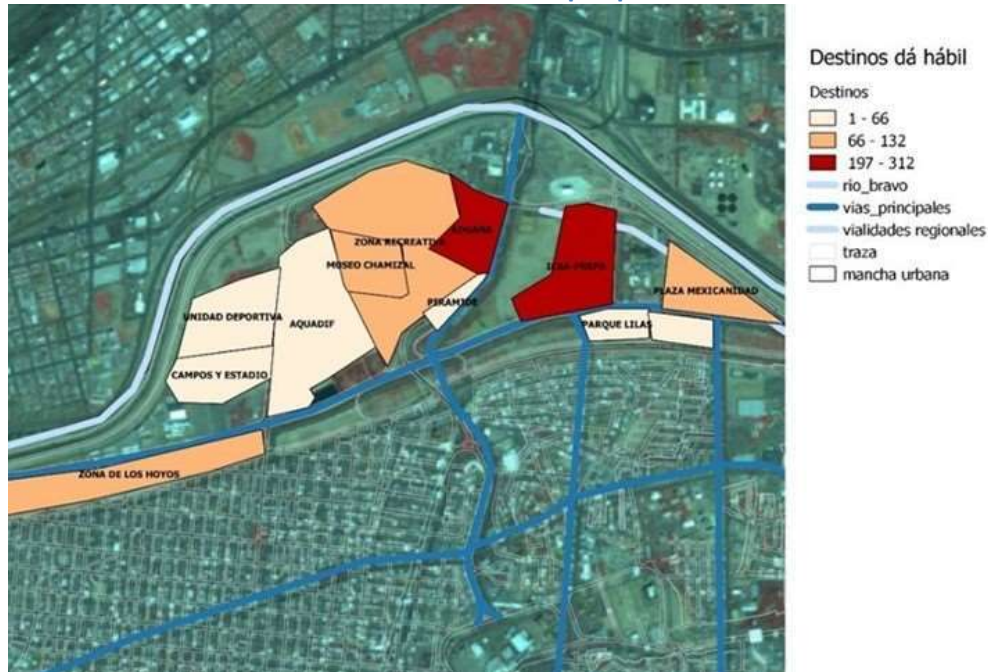 Destinos dá hábil
Destinos
1 - 66
66 - 132
197 - 312
rio_bravo
vias_principales
vialidades regionales
traza
mancha urbana
ADUANA
ZONA RECREATIVA
MUSEO CHAMIZAL
PLAZA MEXICANIDAD
PIRAMIDE
UNIDAD DEPORTIVA
AQUADIF
PARQUE LILAS
CAMPOS Y ESTADIO
ZONA DE LOS HOYOS